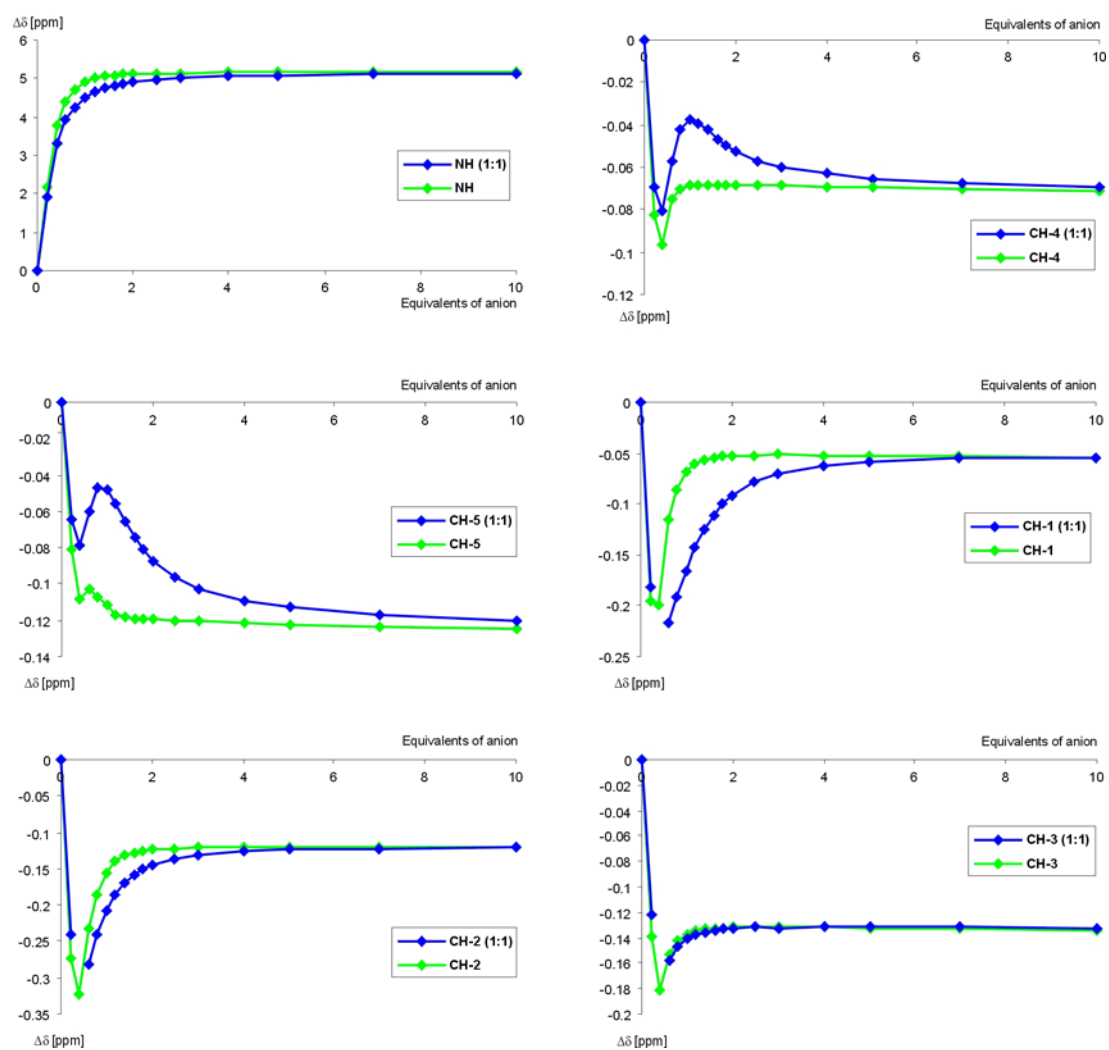 Δδ [ppm]
6
5
4
3
2
1
0
0 2 4 6 8 10
Equivalents of anion
NH (1:1)
NH
Equivalents of anion
0 2 4 6 8 10
0
-0.02
-0.04
-0.06
-0.08
-0.1
-0.12
Δδ [ppm]
CH-4 (1:1)
CH-4
Equivalents of anion
0 2 4 6 8 10
0
-0.02
-0.04
-0.06
-0.08
-0.1
-0.12
-0.14
Δδ [ppm]
CH-5 (1:1)
CH-5
Equivalents of anion
0 2 4 6 8 10
0
-0.05
-0.1
-0.15
-0.2
-0.25
Δδ [ppm]
CH-1 (1:1)
CH-1
Equivalents of anion
0 2 4 6 8 10
0
-0.05
-0.1
-0.15
-0.2
-0.25
-0.3
-0.35
Δδ [ppm]
CH-2 (1:1)
CH-2
Equivalents of anion
0 2 4 6 8 10
0
-0.02
-0.04
-0.06
-0.08
-0.1
-0.12
-0.14
-0.16
-0.18
-0.2
Δδ [ppm]
CH-3 (1:1)
CH-3